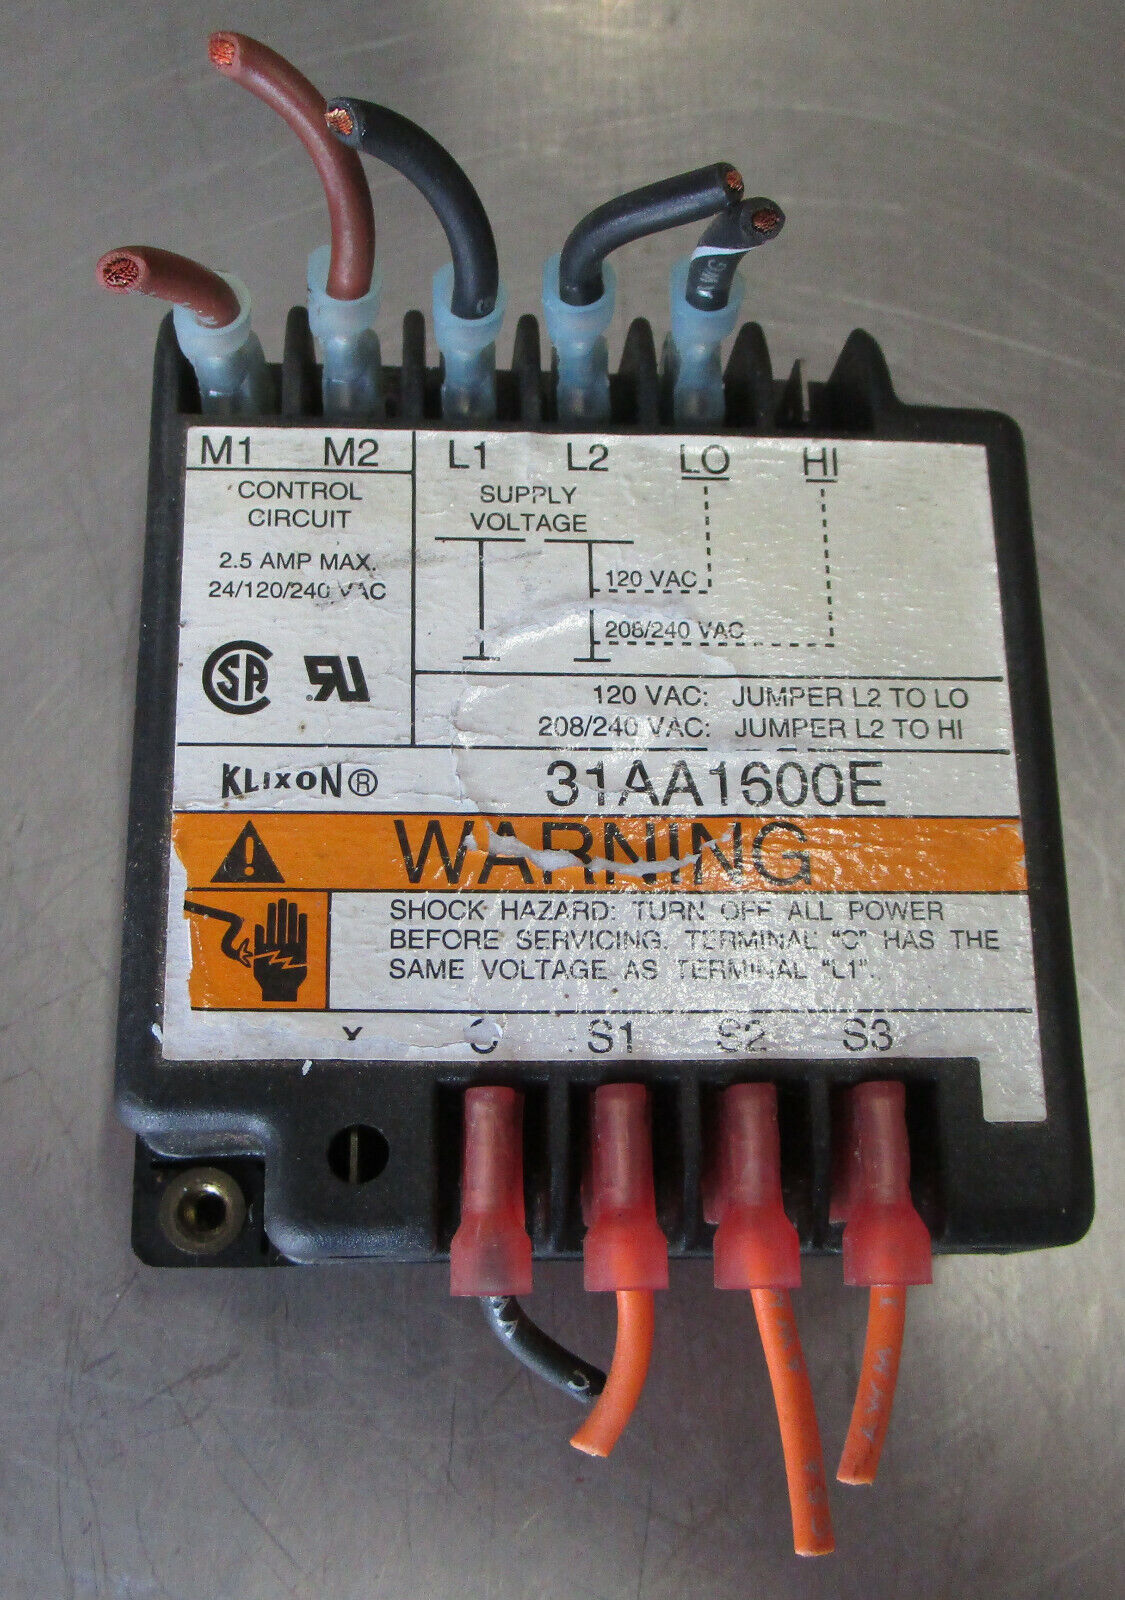 M1 M2 L1 L2 LO HI
CONTROL
CIRCUIT
2.5 AMP MAX.
24/120/240 VAC
SUPPLY
VOLTAGE
120 VAC
208/240 VAC
120 VAC: JUMPER L2 TO LO
208/240 VAC: JUMPER L2 TO HI
KLIXON® 31AA1600E
WARNING
SHOCK HAZARD: TURN OFF ALL POWER
BEFORE SERVICING. TERMINAL "C" HAS THE
SAME VOLTAGE AS TERMINAL "L1".
C S1 S2 S3
AWG